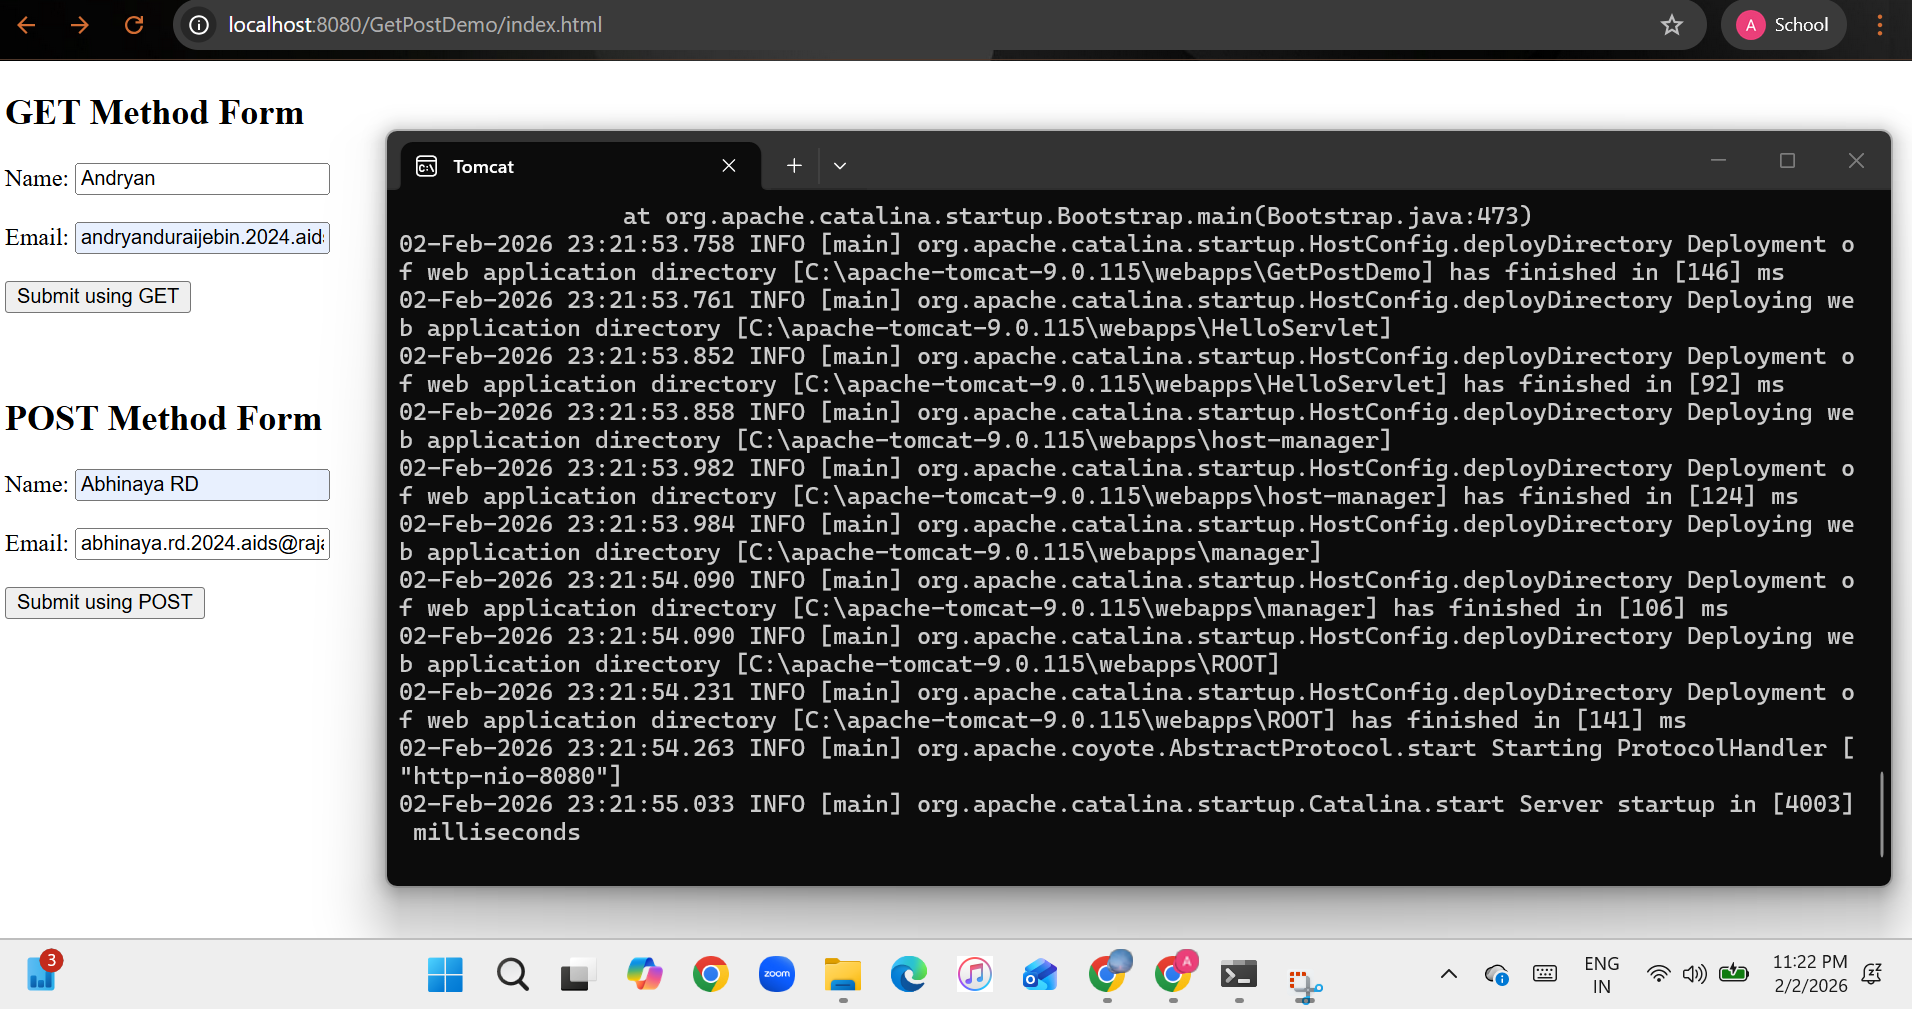 localhost:8080/GetPostDemo/index.html
A School
GET Method Form
Name: Andryan
Email: andryanduraijebin.2024.aids
Submit using GET
POST Method Form
Name: Abhinaya RD
Email: abhinaya.rd.2024.aids@raja
Submit using POST
Tomcat
at org.apache.catalina.startup.Bootstrap.main(Bootstrap.java:473)
02-Feb-2026 23:21:53.758 INFO [main] org.apache.catalina.startup.HostConfig.deployDirectory Deployment o
f web application directory [C:\apache-tomcat-9.0.115\webapps\GetPostDemo] has finished in [146] ms
02-Feb-2026 23:21:53.761 INFO [main] org.apache.catalina.startup.HostConfig.deployDirectory Deploying we
b application directory [C:\apache-tomcat-9.0.115\webapps\HelloServlet]
02-Feb-2026 23:21:53.852 INFO [main] org.apache.catalina.startup.HostConfig.deployDirectory Deployment o
f web application directory [C:\apache-tomcat-9.0.115\webapps\HelloServlet] has finished in [92] ms
02-Feb-2026 23:21:53.858 INFO [main] org.apache.catalina.startup.HostConfig.deployDirectory Deploying we
b application directory [C:\apache-tomcat-9.0.115\webapps\host-manager]
02-Feb-2026 23:21:53.982 INFO [main] org.apache.catalina.startup.HostConfig.deployDirectory Deployment o
f web application directory [C:\apache-tomcat-9.0.115\webapps\host-manager] has finished in [124] ms
02-Feb-2026 23:21:53.984 INFO [main] org.apache.catalina.startup.HostConfig.deployDirectory Deploying we
b application directory [C:\apache-tomcat-9.0.115\webapps\manager]
02-Feb-2026 23:21:54.090 INFO [main] org.apache.catalina.startup.HostConfig.deployDirectory Deployment o
f web application directory [C:\apache-tomcat-9.0.115\webapps\manager] has finished in [106] ms
02-Feb-2026 23:21:54.090 INFO [main] org.apache.catalina.startup.HostConfig.deployDirectory Deploying we
b application directory [C:\apache-tomcat-9.0.115\webapps\ROOT]
02-Feb-2026 23:21:54.231 INFO [main] org.apache.catalina.startup.HostConfig.deployDirectory Deployment o
f web application directory [C:\apache-tomcat-9.0.115\webapps\ROOT] has finished in [141] ms
02-Feb-2026 23:21:54.263 INFO [main] org.apache.coyote.AbstractProtocol.start Starting ProtocolHandler [
"http-nio-8080"]
02-Feb-2026 23:21:55.033 INFO [main] org.apache.catalina.startup.Catalina.start Server startup in [4003]
milliseconds
3
zoom
A
ENG
IN
11:22 PM
2/2/2026